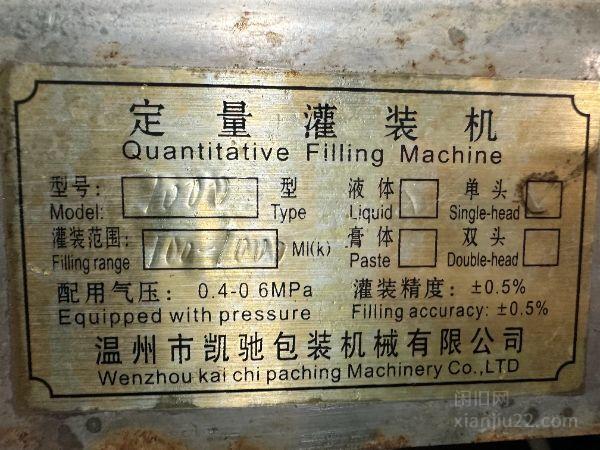 定量灌装机
Quantitative Filling Machine
型号: 1000 型 液体 单头
Model: Type Liquid Single-head
灌装范围: 100-1000 Ml(k) 膏体 双头
Filling range Paste Double-head
配用气压: 0.4-0.6MPa 灌装精度: ±0.5%
Equipped with pressure Filling accuracy: ±0.5%
温州市凯驰包装机械有限公司
Wenzhou kai chi paching Machinery Co.,LTD
闲旧网
xianjiu22.com